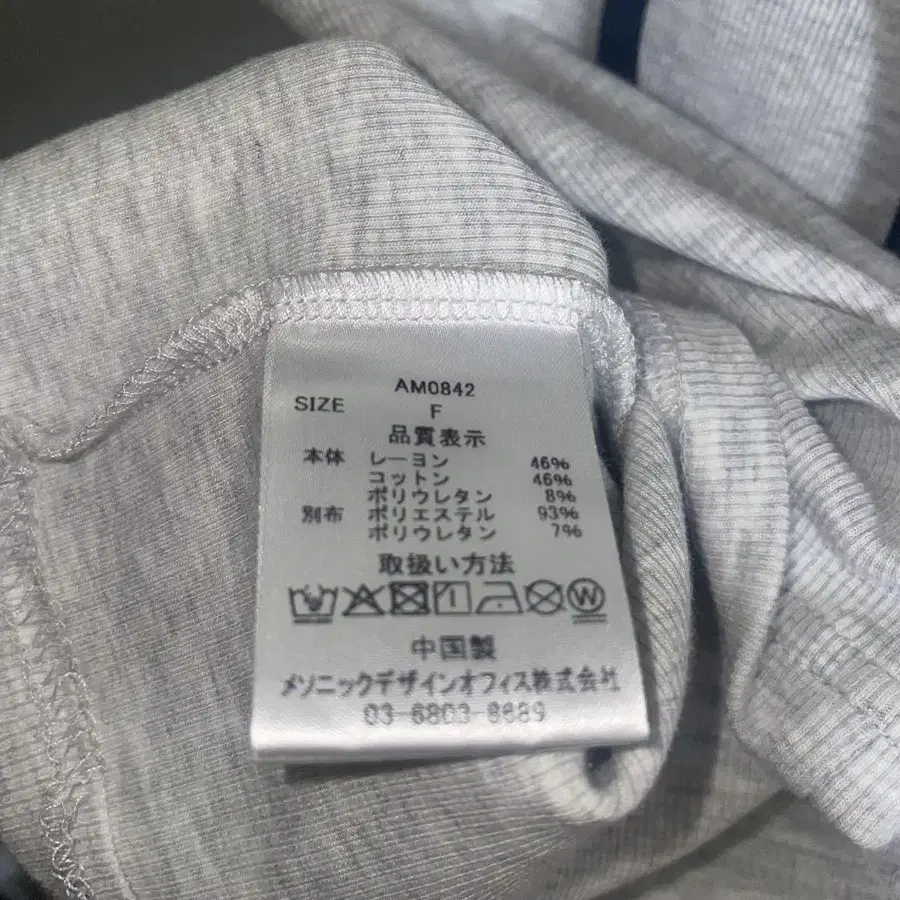 AM0842
SIZE F
品質表示
本体 レーヨン 46%
コットン 46%
ポリウレタン 8%
別布 ポリエステル 93%
ポリウレタン 7%
取扱い方法
W
中国製
メソニックデザインオフィス株式会社
03-6803-8689